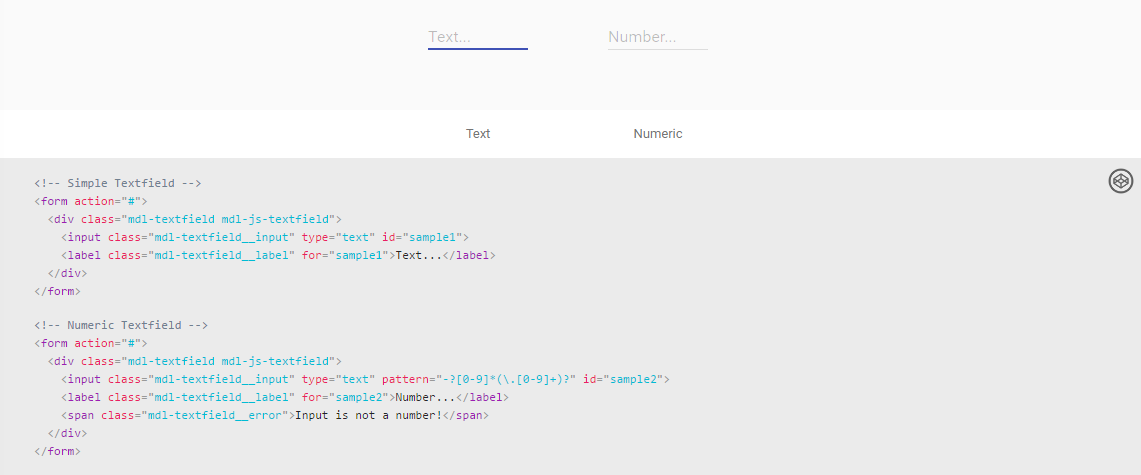 Text... Number...
Text Numeric
<!-- Simple Textfield -->
<form action="#">
  <div class="mdl-textfield mdl-js-textfield">
    <input class="mdl-textfield__input" type="text" id="sample1">
    <label class="mdl-textfield__label" for="sample1">Text...</label>
  </div>
</form>
<!-- Numeric Textfield -->
<form action="#">
  <div class="mdl-textfield mdl-js-textfield">
    <input class="mdl-textfield__input" type="text" pattern="-?[0-9]*(\.[0-9]+)?" id="sample2">
    <label class="mdl-textfield__label" for="sample2">Number...</label>
    <span class="mdl-textfield__error">Input is not a number!</span>
  </div>
</form>